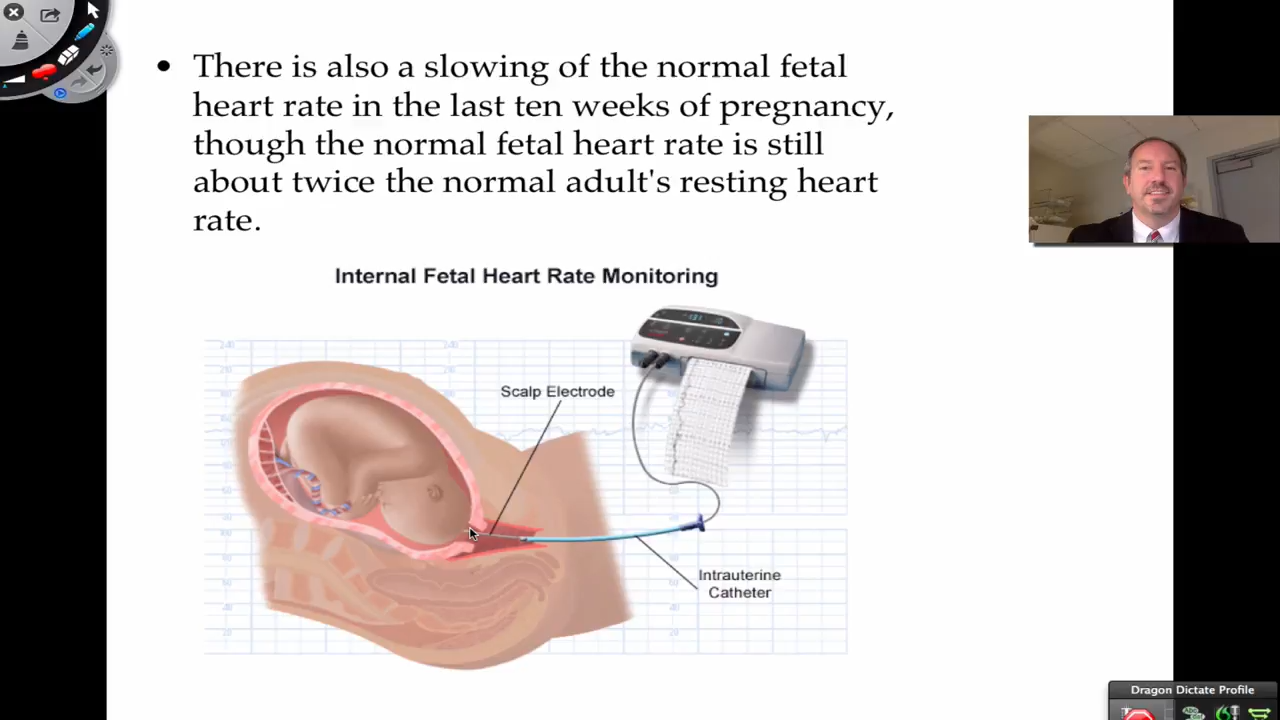 • There is also a slowing of the normal fetal
heart rate in the last ten weeks of pregnancy,
though the normal fetal heart rate is still
about twice the normal adult's resting heart
rate.
Internal Fetal Heart Rate Monitoring
Scalp Electrode
Intrauterine
Catheter
Dragon Dictate Profile